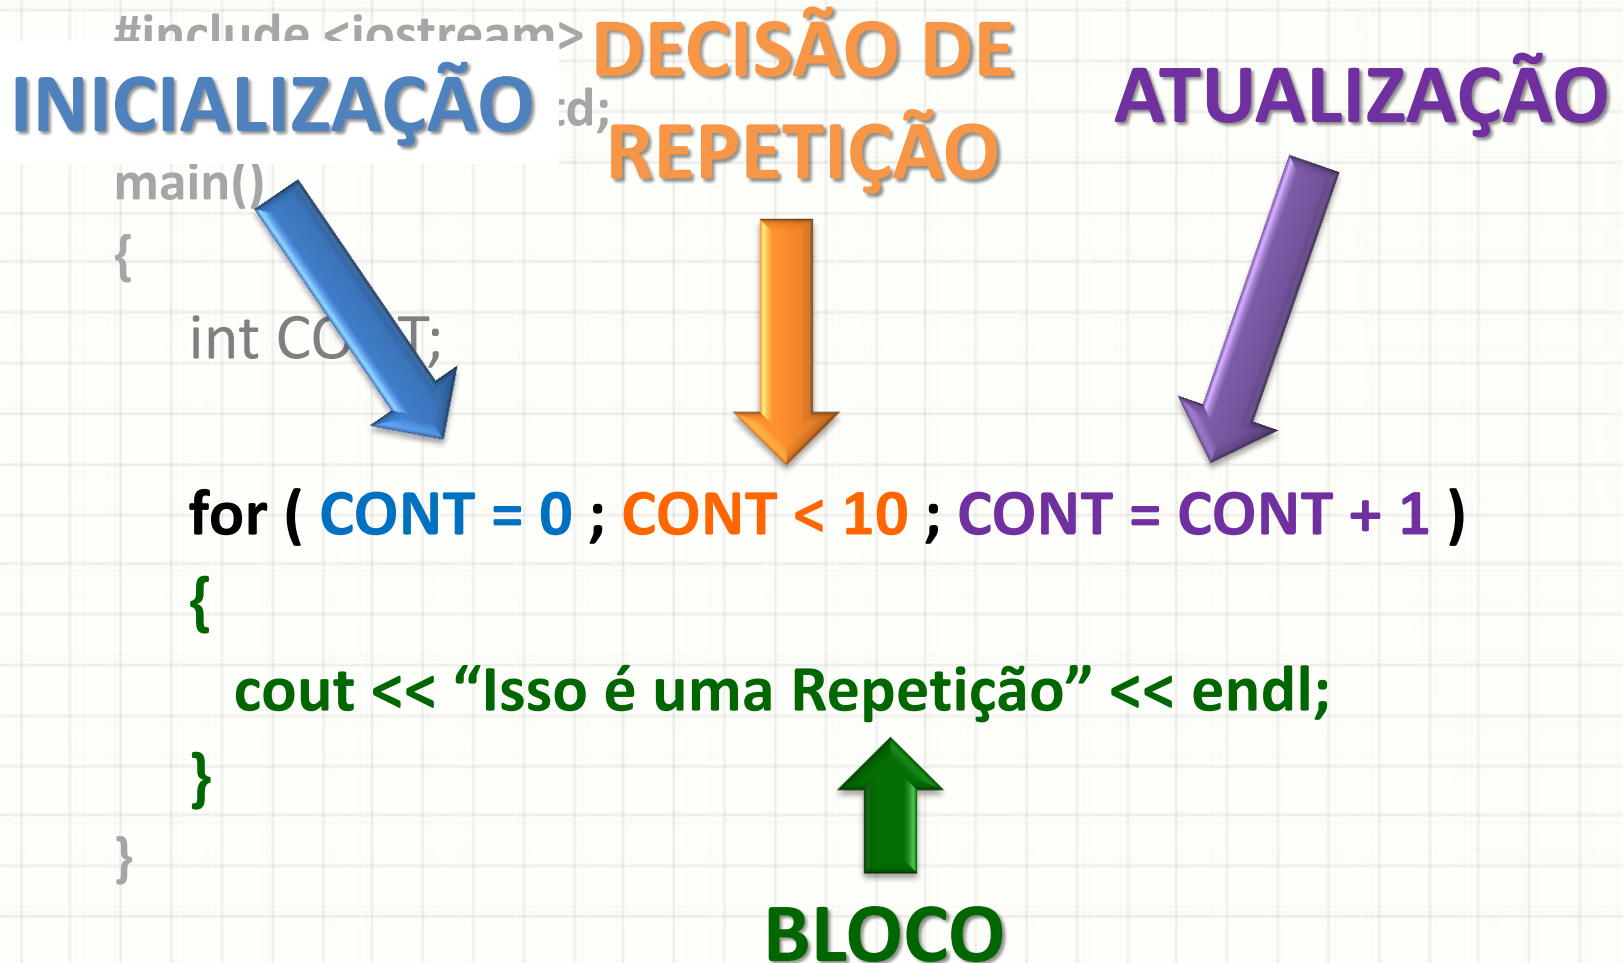 #include <iostream>
DECISÃO DE
REPETIÇÃO
INICIALIZAÇÃO
ATUALIZAÇÃO
main()
{
int
for ( CONT = 0 ; CONT < 10 ; CONT = CONT + 1 )
{
cout << “Isso é uma Repetição” << endl;
}
}
BLOCO